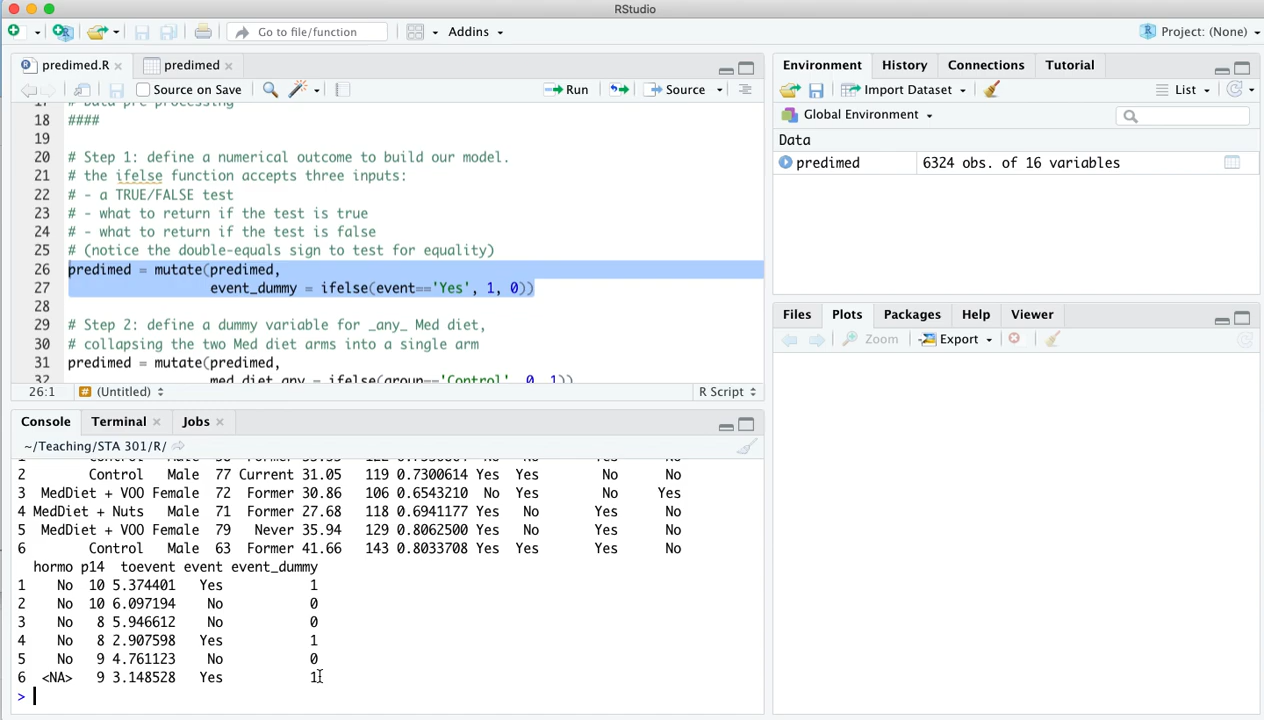 RStudio
Go to file/function
Addins
Project: (None)
predimed.R
predimed
Source on Save
Run
Source
17 # Data pre-processing
18 ####
19
20 # Step 1: define a numerical outcome to build our model.
21 # the ifelse function accepts three inputs:
22 # - a TRUE/FALSE test
23 # - what to return if the test is true
24 # - what to return if the test is false
25 # (notice the double-equals sign to test for equality)
26 predimed = mutate(predimed,
27 event_dummy = ifelse(event=='Yes', 1, 0))
28
29 # Step 2: define a dummy variable for _any_ Med diet,
30 # collapsing the two Med diet arms into a single arm
31 predimed = mutate(predimed,
32 med_diet_any = ifelse(group=='Control', 0, 1))
26:1 # (Untitled) R Script
Console Terminal Jobs
~/Teaching/STA 301/R/
2 Control Male 77 Current 31.05 119 0.7300614 Yes Yes No No
3 MedDiet + VOO Female 72 Former 30.86 106 0.6543210 No Yes No Yes
4 MedDiet + Nuts Male 71 Former 27.68 118 0.6941177 Yes No Yes No
5 MedDiet + VOO Female 79 Never 35.94 129 0.8062500 Yes No Yes No
6 Control Male 63 Former 41.66 143 0.8033708 Yes Yes Yes No
hormo p14 toevent event event_dummy
1 No 10 5.374401 Yes 1
2 No 10 6.097194 No 0
3 No 8 5.946612 No 0
4 No 8 2.907598 Yes 1
5 No 9 4.761123 No 0
6 <NA> 9 3.148528 Yes 1
>
Environment History Connections Tutorial
Import Dataset
List
Global Environment
Data
predimed 6324 obs. of 16 variables
Files Plots Packages Help Viewer
Zoom Export